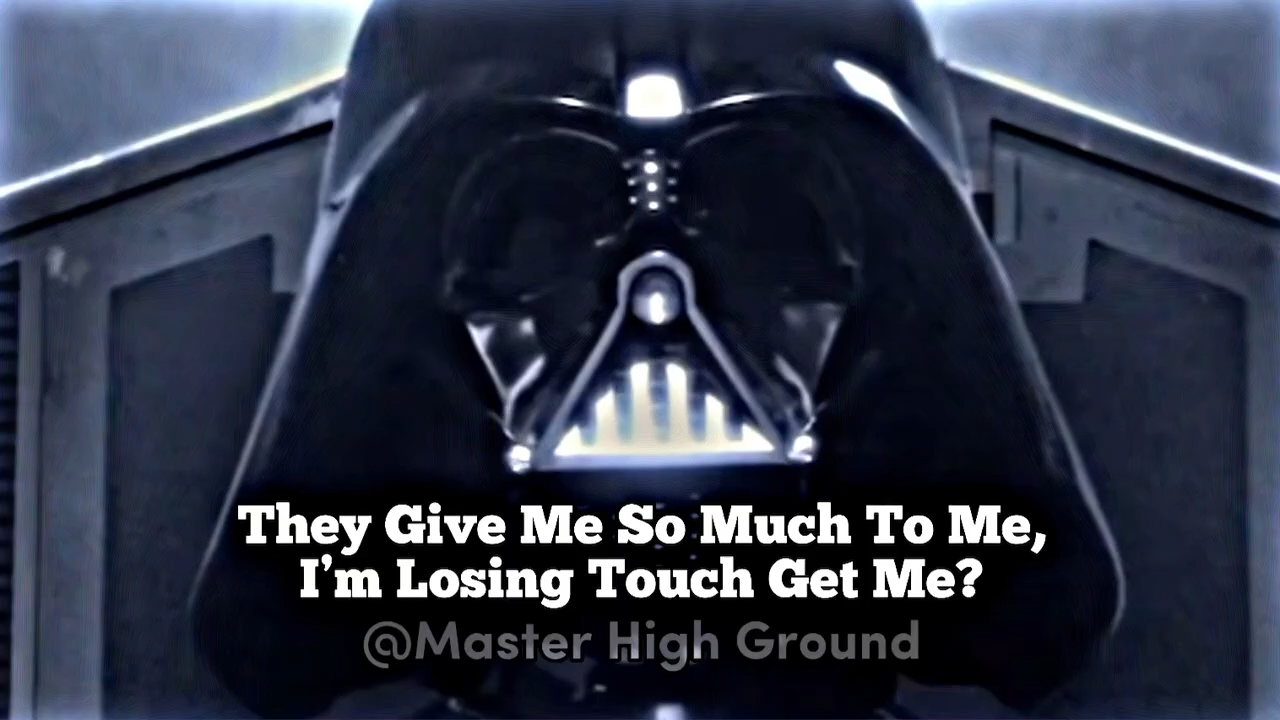 They Give Me So Much To Me,
I'm Losing Touch Get Me?
@Master High Ground